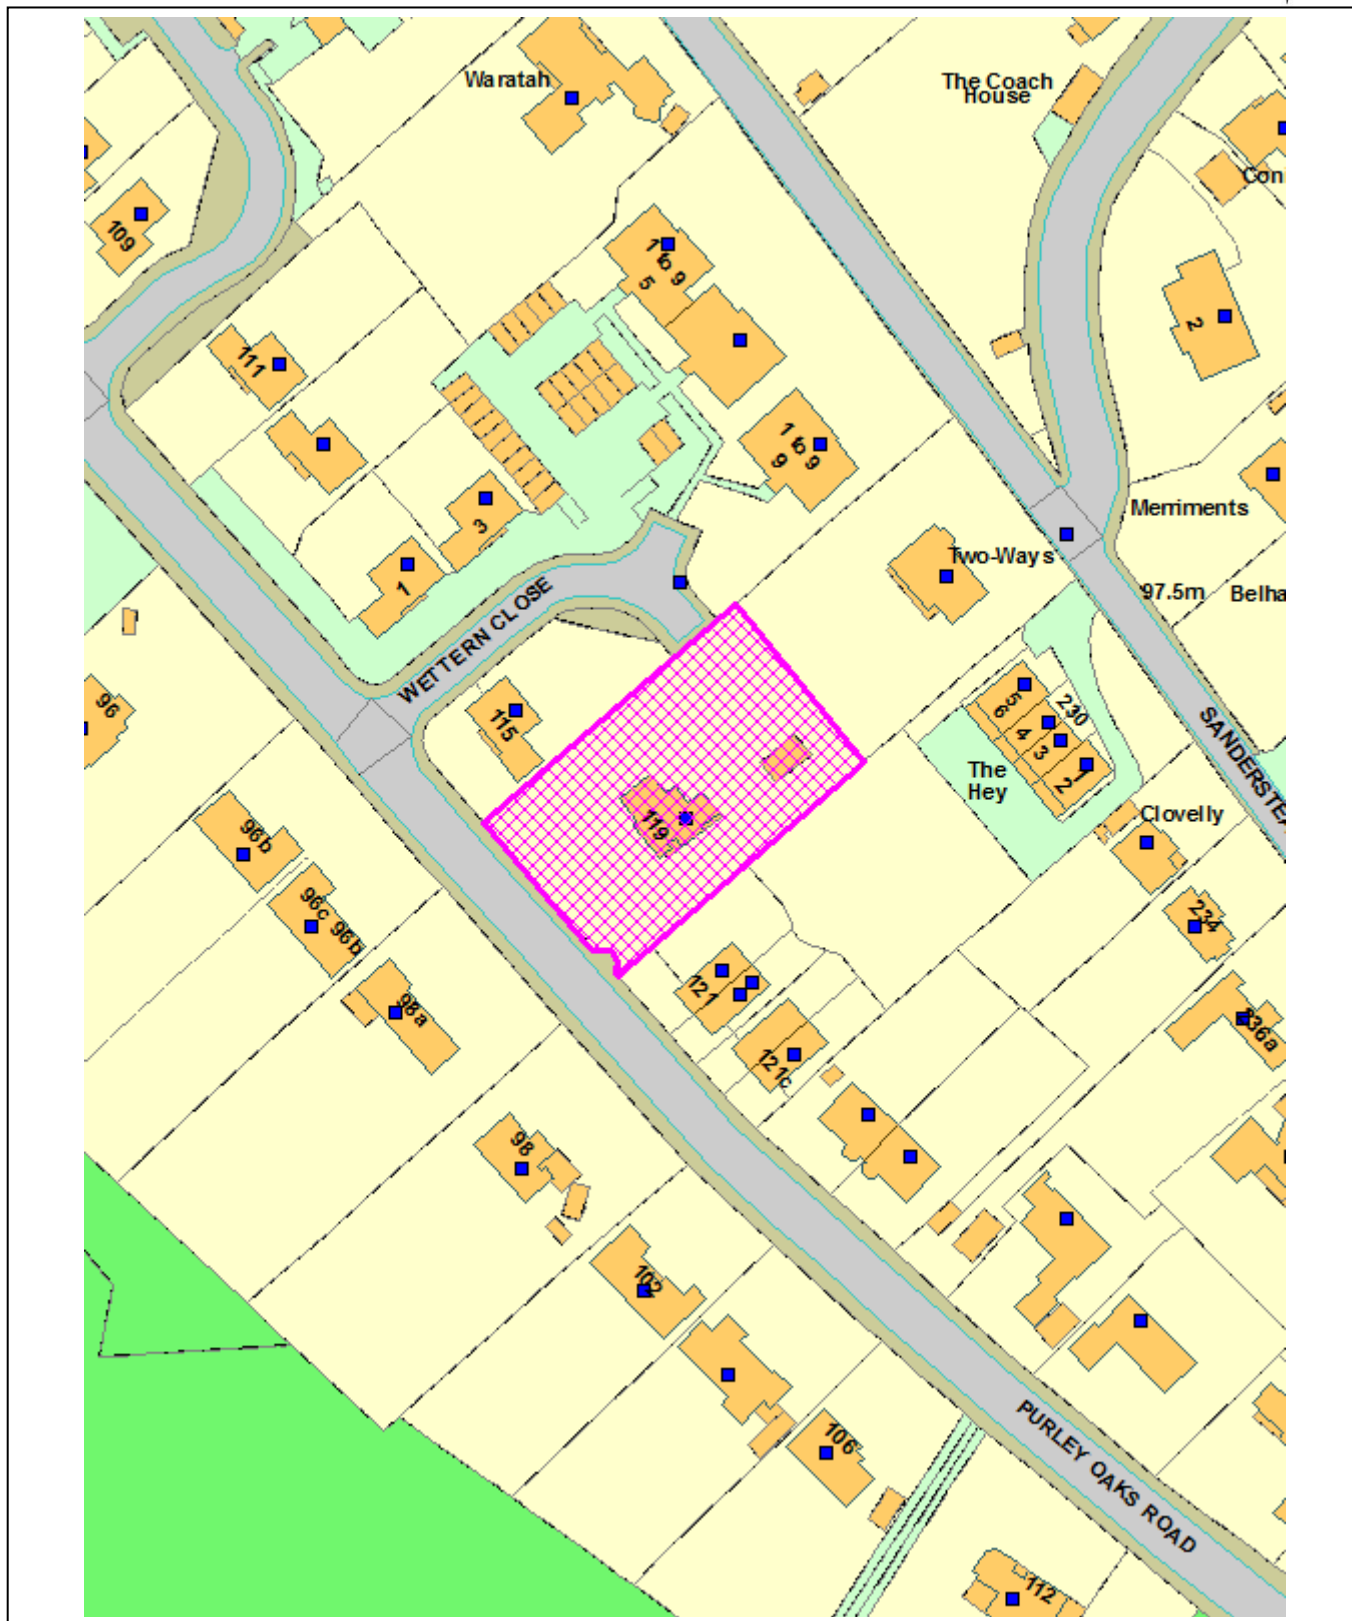 Waratah
The Coach
House
Con
109
1 to 9
5
2
111
1 to 9
9
3
Merriments
Two-Ways
1
97.5m
Belha
WETTERN CLOSE
96
115
5
6
4
3
230
1
2
SANDERSTEA
The
Hey
119
Clovelly
96b
96c
96b
234
98a
121
236a
121c
98
102
106
PURLEY OAKS ROAD
112